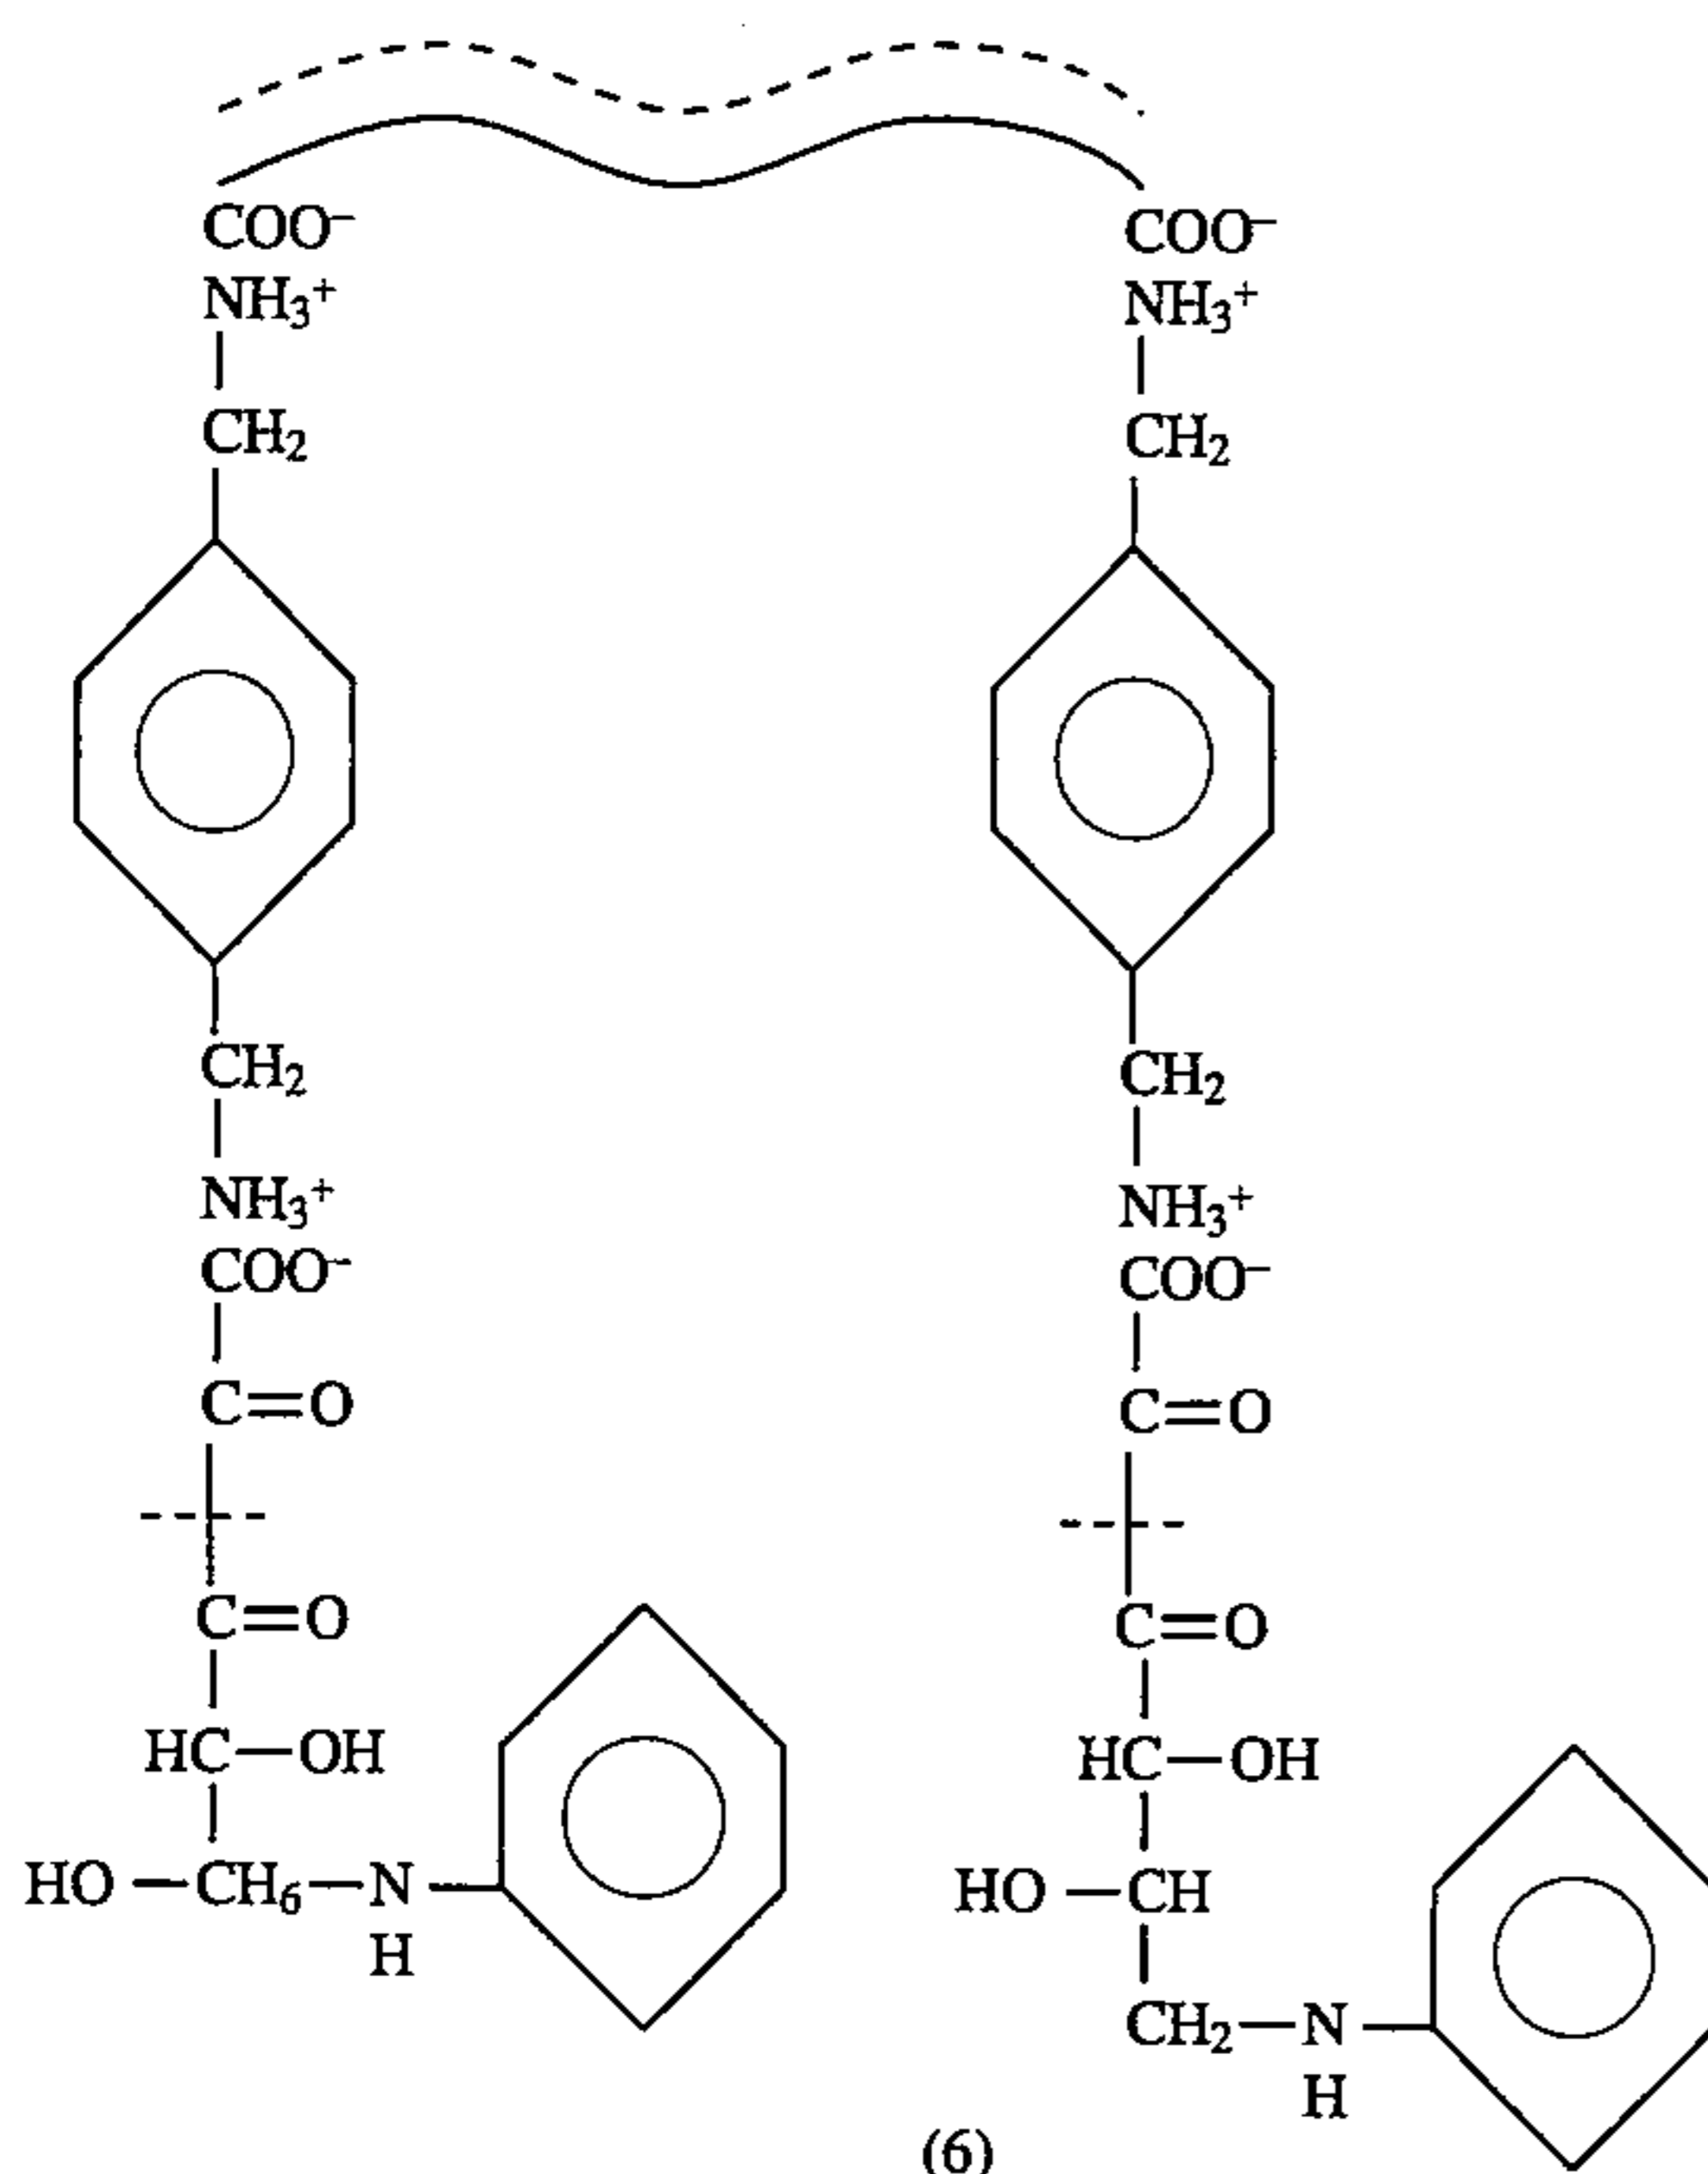 COO⁻ COO⁻
NH₃⁺ NH₃⁺
CH₂ CH₂
CH₂ CH₂
NH₃⁺ NH₃⁺
COO⁻ COO⁻
C=O C=O
C=O C=O
HC—OH HC—OH
HO—CH₆—N HO—CH
H
CH₂—N
H
(6)